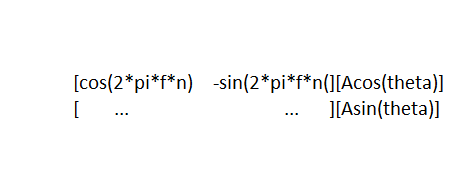 [cos(2*pi*f*n) -sin(2*pi*f*n(][Acos(theta)]
[ ... ... ][Asin(theta)]